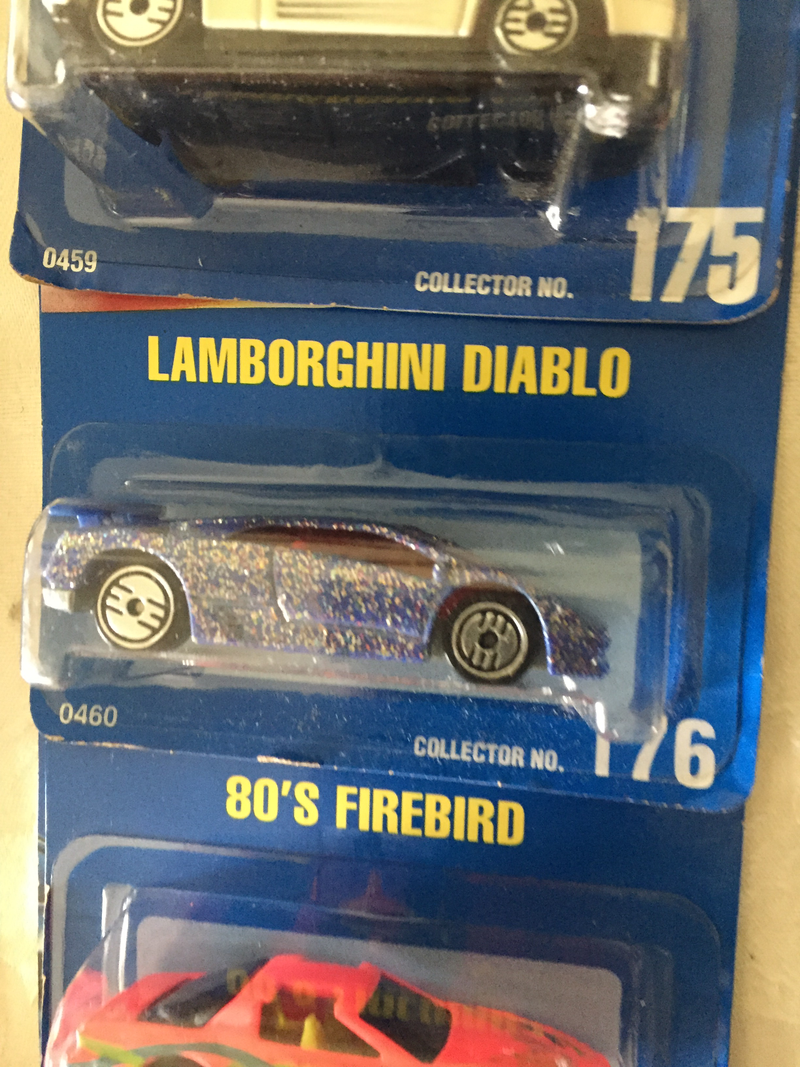 0459
COLLECTOR NO. 175
LAMBORGHINI DIABLO
0460
COLLECTOR NO. 176
80'S FIREBIRD